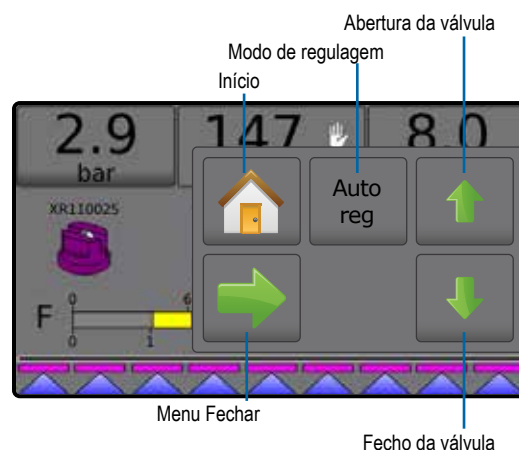 Abertura da válvula
Modo de regulagem
Início
2.9
147
8.0
bar
Auto
reg
XR110025
0
6
F
0
1
Menu Fechar
Fecho da válvula